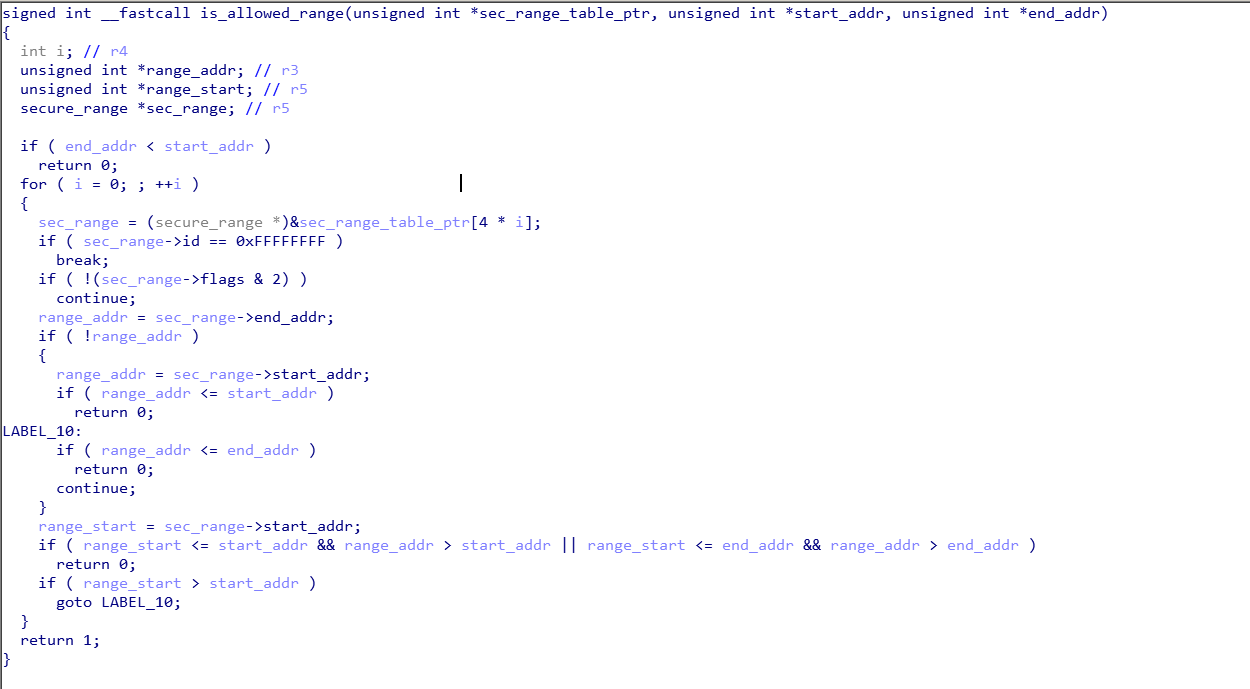 signed int __fastcall is_allowed_range(unsigned int *sec_range_table_ptr, unsigned int *start_addr, unsigned int *end_addr)
{
  int i; // r4
  unsigned int *range_addr; // r3
  unsigned int *range_start; // r5
  secure_range *sec_range; // r5

  if ( end_addr < start_addr )
    return 0;
  for ( i = 0; ; ++i )
  {
    sec_range = (secure_range *)&sec_range_table_ptr[4 * i];
    if ( sec_range->id == 0xFFFFFFFF )
      break;
    if ( !(sec_range->flags & 2) )
      continue;
    range_addr = sec_range->end_addr;
    if ( !range_addr )
    {
      range_addr = sec_range->start_addr;
      if ( range_addr <= start_addr )
        return 0;
LABEL_10:
      if ( range_addr <= end_addr )
        return 0;
      continue;
    }
    range_start = sec_range->start_addr;
    if ( range_start <= start_addr && range_addr > start_addr || range_start <= end_addr && range_addr > end_addr )
      return 0;
    if ( range_start > start_addr )
      goto LABEL_10;
  }
  return 1;
}